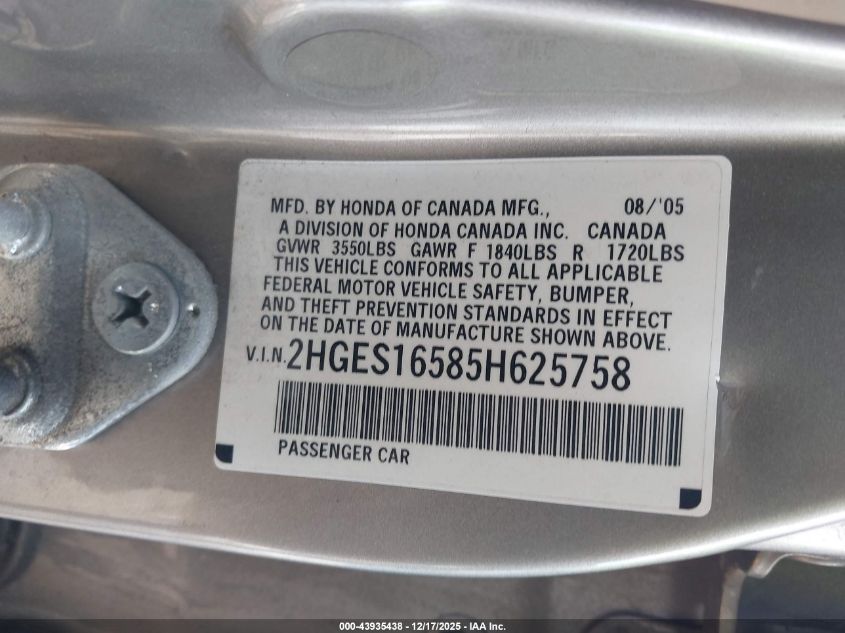 MFD. BY HONDA OF CANADA MFG., 08/'05
A DIVISION OF HONDA CANADA INC. CANADA
GVWR 3550LBS GAWR F 1840LBS R 1720LBS
THIS VEHICLE CONFORMS TO ALL APPLICABLE
FEDERAL MOTOR VEHICLE SAFETY, BUMPER,
AND THEFT PREVENTION STANDARDS IN EFFECT
ON THE DATE OF MANUFACTURE SHOWN ABOVE.
V.I.N. 2HGES16585H625758
PASSENGER CAR
000-43935438 - 12/17/2025 - IAA Inc.